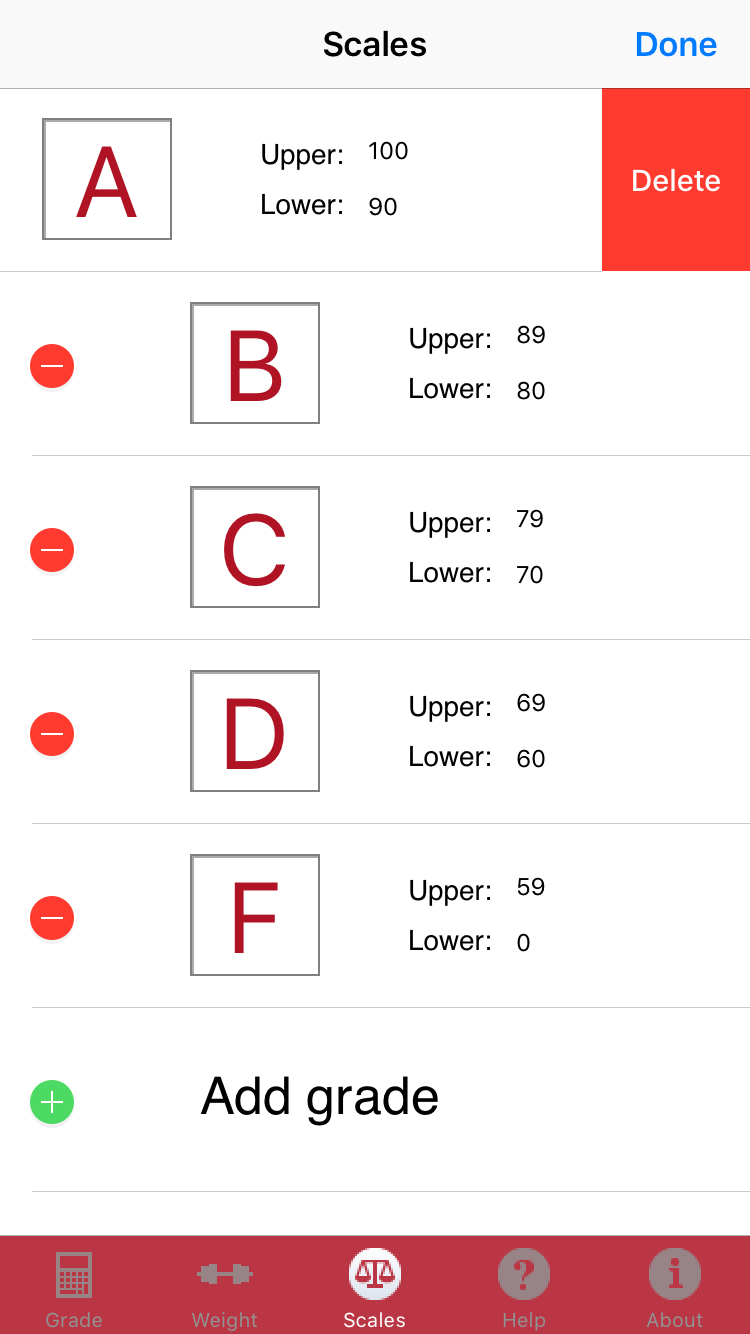 Scales
Done
A
Upper: 100
Lower: 90
Delete
B
Upper: 89
Lower: 80
C
Upper: 79
Lower: 70
D
Upper: 69
Lower: 60
F
Upper: 59
Lower: 0
Add grade
Grade
Weight
Scales
Help
About